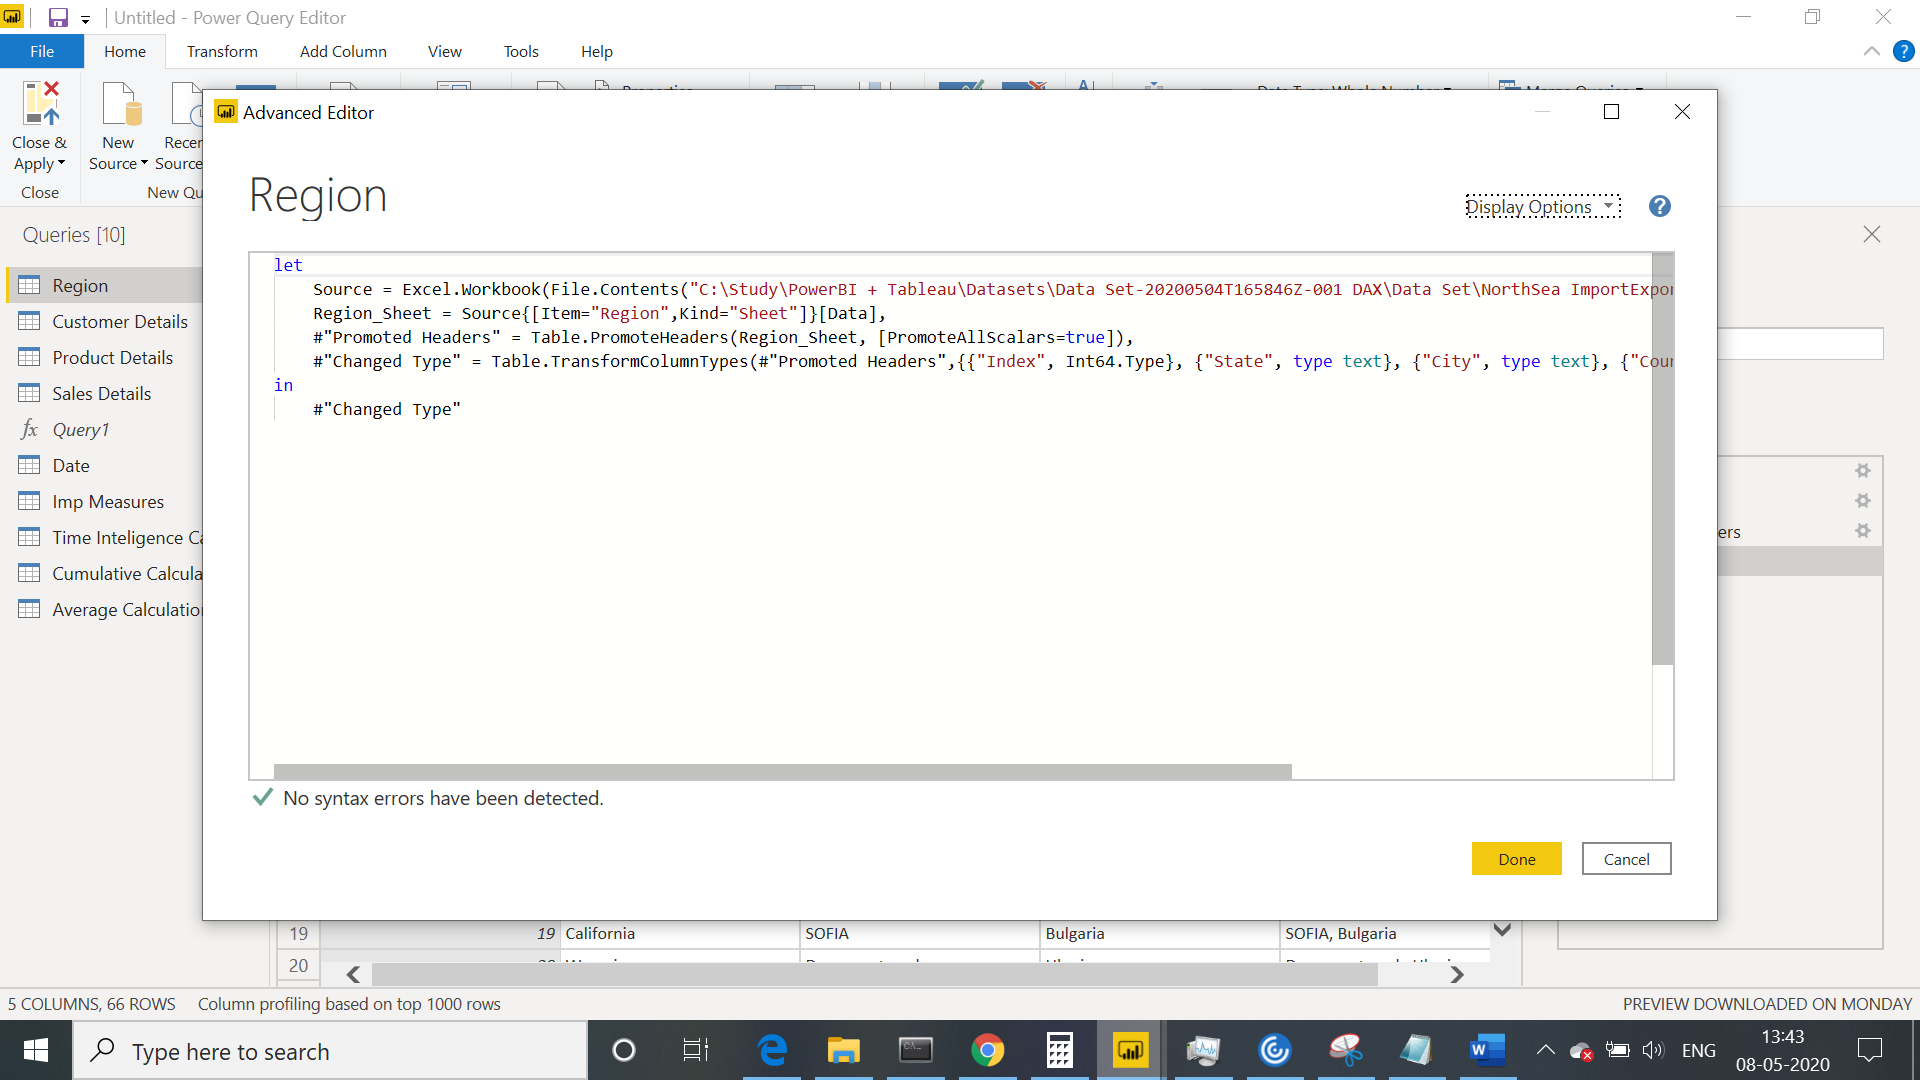 Untitled - Power Query Editor
File Home Transform Add Column View Tools Help
Close & Apply
New Source
Close
Advanced Editor
Region
Display Options
Queries [10]
Region
Customer Details
Product Details
Sales Details
fx Query1
Date
Imp Measures
Time Inteligence
Cumulative
Average
let
Source = Excel.Workbook(File.Contents("C:\Study\PowerBI + Tableau\Datasets\Data Set-20200504T165846Z-001 DAX\Data Set\NorthSea
Region_Sheet = Source{[Item="Region",Kind="Sheet"]}[Data],
#"Promoted Headers" = Table.PromoteHeaders(Region_Sheet, [PromoteAllScalars=true]),
#"Changed Type" = Table.TransformColumnTypes(#"Promoted Headers",{{"Index", Int64.Type}, {"State", type text}, {"City", type text}, {"Cour
in
#"Changed Type"
No syntax errors have been detected.
Done Cancel
ers
19 19 California SOFIA Bulgaria SOFIA, Bulgaria
20
5 COLUMNS, 66 ROWS Column profiling based on top 1000 rows PREVIEW DOWNLOADED ON MONDAY
Type here to search
ENG
13:43
08-05-2020